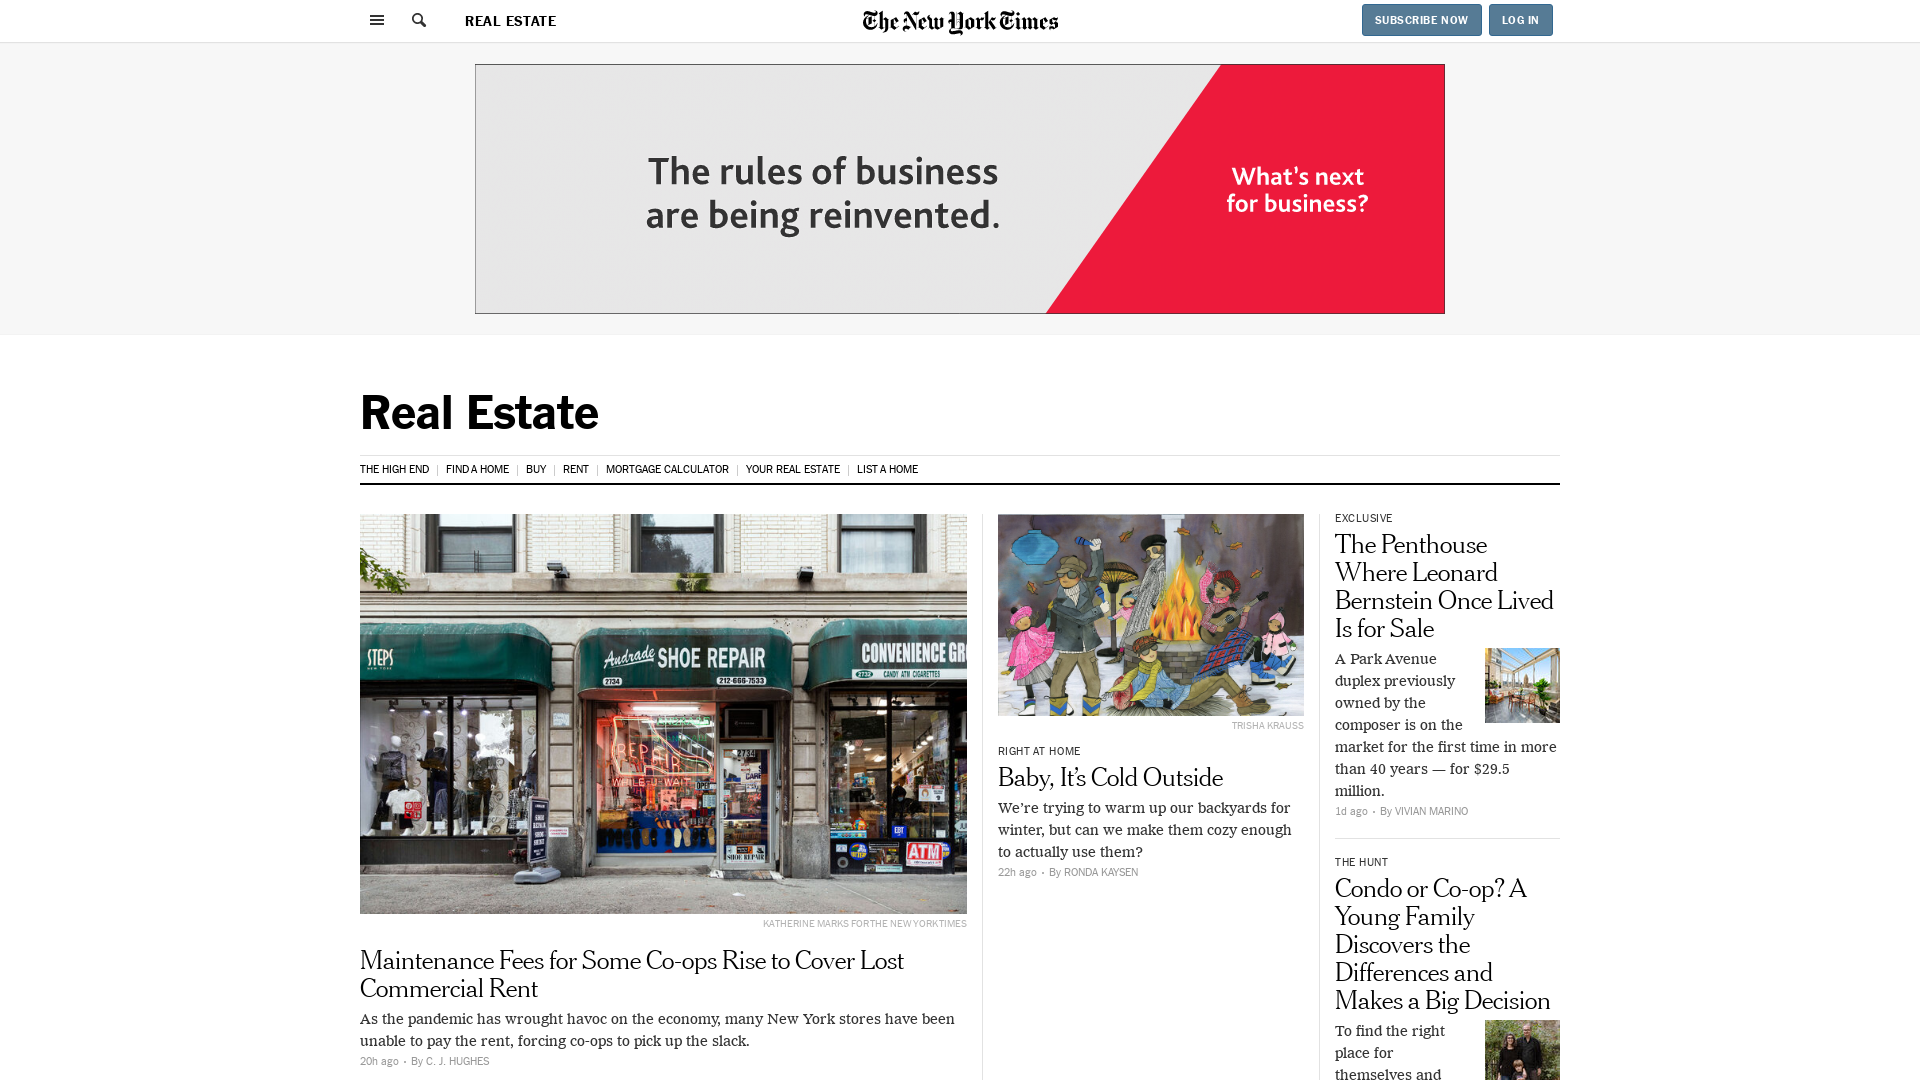 REAL ESTATE
The New York Times
SUBSCRIBE NOW
LOG IN
The rules of business
are being reinvented.
What's next
for business?
Real Estate
THE HIGH END
FIND A HOME
BUY
RENT
MORTGAGE CALCULATOR
YOUR REAL ESTATE
LIST A HOME
STEPS
Andrade SHOE REPAIR
2734
212-666-7533
CONVENIENCE GR
2732
CANDY ATM CIGARETTES
REPAIR
WHILE-U-WAIT
2734
SHOE REPAIR
EBT
ATM
KATHERINE MARKS FOR THE NEW YORK TIMES
Maintenance Fees for Some Co-ops Rise to Cover Lost
Commercial Rent
As the pandemic has wrought havoc on the economy, many New York stores have been
unable to pay the rent, forcing co-ops to pick up the slack.
20h ago • By C. J. HUGHES
TRISHA KRAUSS
RIGHT AT HOME
Baby, It's Cold Outside
We're trying to warm up our backyards for
winter, but can we make them cozy enough
to actually use them?
22h ago • By RONDA KAYSEN
EXCLUSIVE
The Penthouse
Where Leonard
Bernstein Once Lived
Is for Sale
A Park Avenue
duplex previously
owned by the
composer is on the
market for the first time in more
than 40 years — for $29.5
million.
1d ago • By VIVIAN MARINO
THE HUNT
Condo or Co-op? A
Young Family
Discovers the
Differences and
Makes a Big Decision
To find the right
place for
themselves and